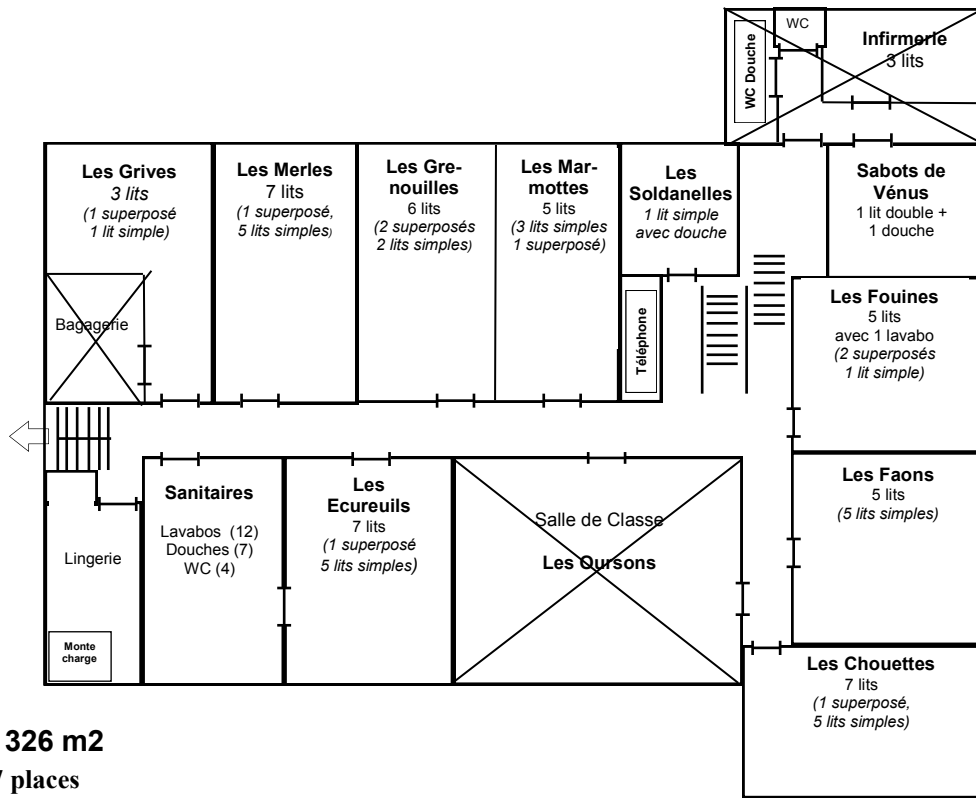 WC
Infirmerie
3 lits
WC Douche
Les Grives
3 lits
(1 superposé
1 lit simple)
Bagagerie
Les Merles
7 lits
(1 superposé,
5 lits simples)
Les Gre-
nouilles
6 lits
(2 superposés
2 lits simples)
Les Mar-
mottes
5 lits
(3 lits simples
1 superposé)
Les
Soldanelles
1 lit simple
avec douche
Téléphone
Sabots de
Vénus
1 lit double +
1 douche
Les Fouines
5 lits
avec 1 lavabo
(2 superposés
1 lit simple)
Lingerie
Monte
charge
Sanitaires
Lavabos (12)
Douches (7)
WC (4)
Les
Ecureuils
7 lits
(1 superposé
5 lits simples)
Salle de Classe
Les Oursons
Les Faons
5 lits
(5 lits simples)
Les Chouettes
7 lits
(1 superposé,
5 lits simples)
326 m2
places